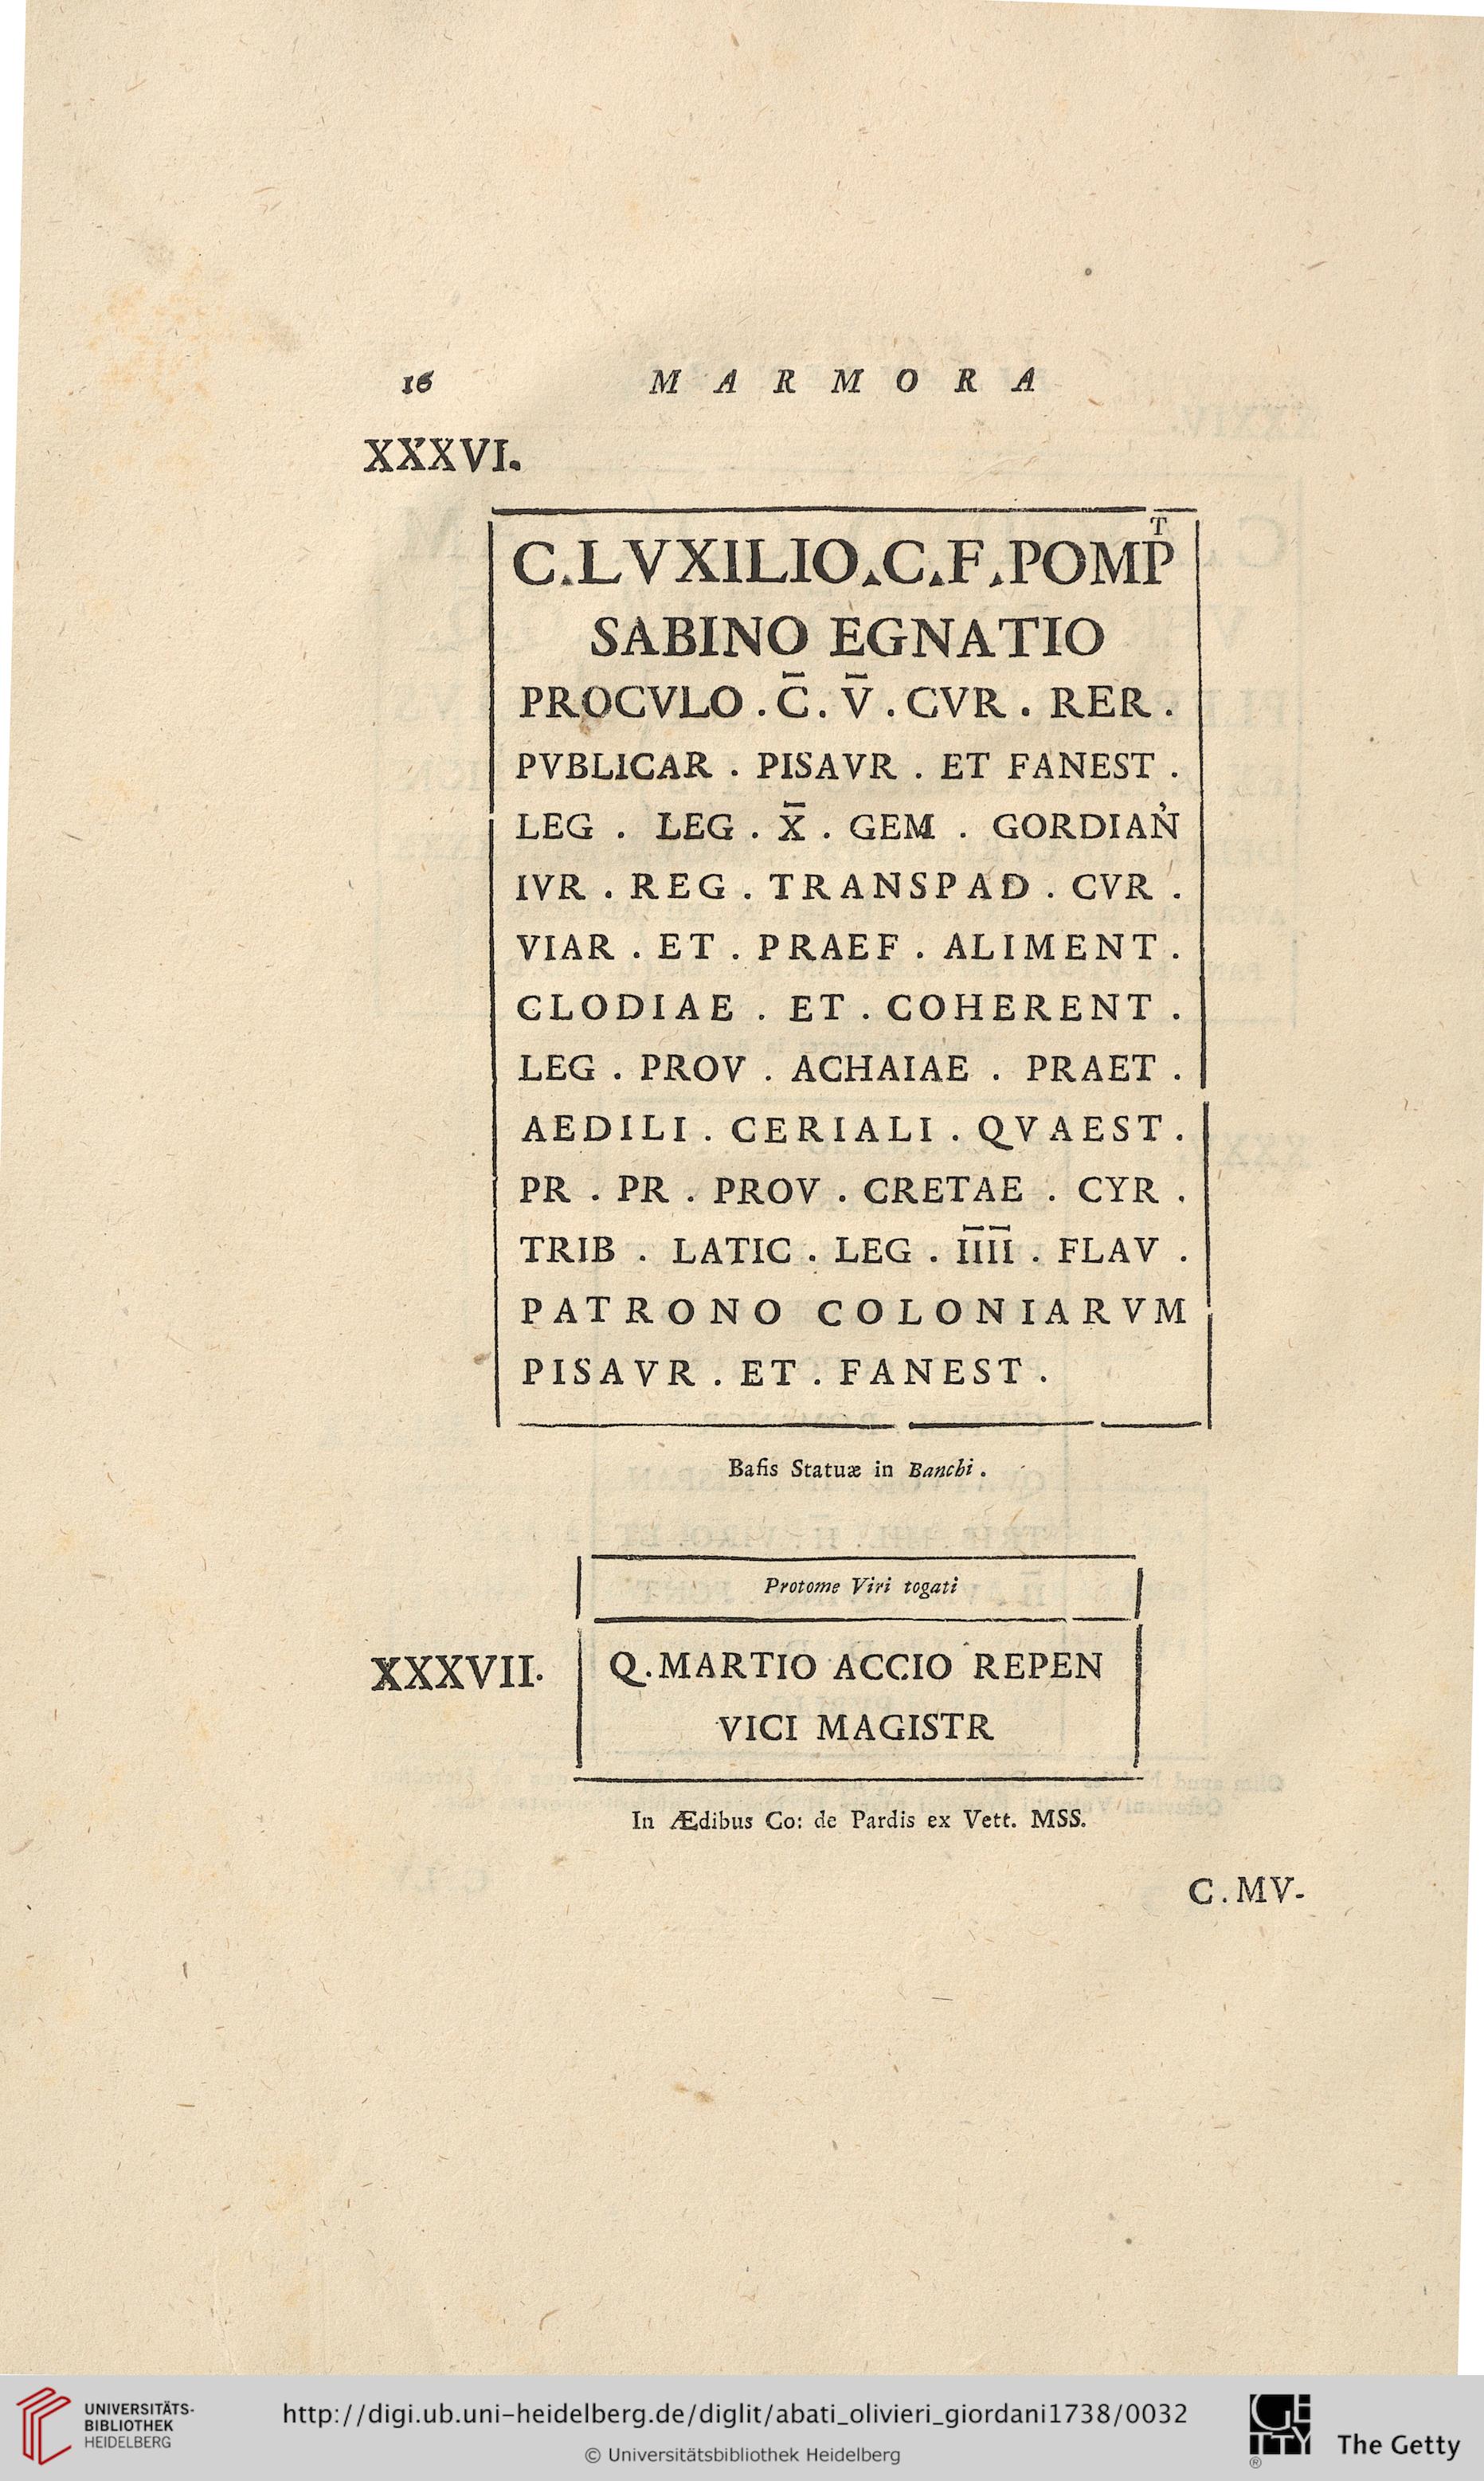 16 M A R M O R A
XXXVI.
C.LVXILIO.C.F.POMP̄T
SABINO EGNATIO
PROCVLO . C̄ . V̄ . CVR . RER .
PVBLICAR . PISAVR . ET FANEST .
LEG . LEG . X̄ . GEM . GORDIAN̓
IVR . REG . TRANSPAD . CVR .
VIAR . ET . PRAEF . ALIMENT .
CLODIAE . ET . COHERENT .
LEG . PROV . ACHAIAE . PRAET .
AEDILI . CERIALI . QVAEST .
PR . PR . PROV . CRETAE . CYR .
TRIB . LATIC . LEG . I̅I̅I̅I̅ . FLAV .
PATRONO COLONIARVM
PISAVR . ET . FANEST .
Basis Statuæ in Banchi .
Protome Viri togati
XXXVII.
Q.MARTIO ACCIO REPEN
VICI MAGISTR
In Ædibus Co: de Pardis ex Vett. MSS.
C.MV-
UNIVERSITÄTS-
BIBLIOTHEK
HEIDELBERG
http://digi.ub.uni-heidelberg.de/diglit/abati_olivieri_giordani1738/0032
© Universitätsbibliothek Heidelberg
GETTY
®
The Getty